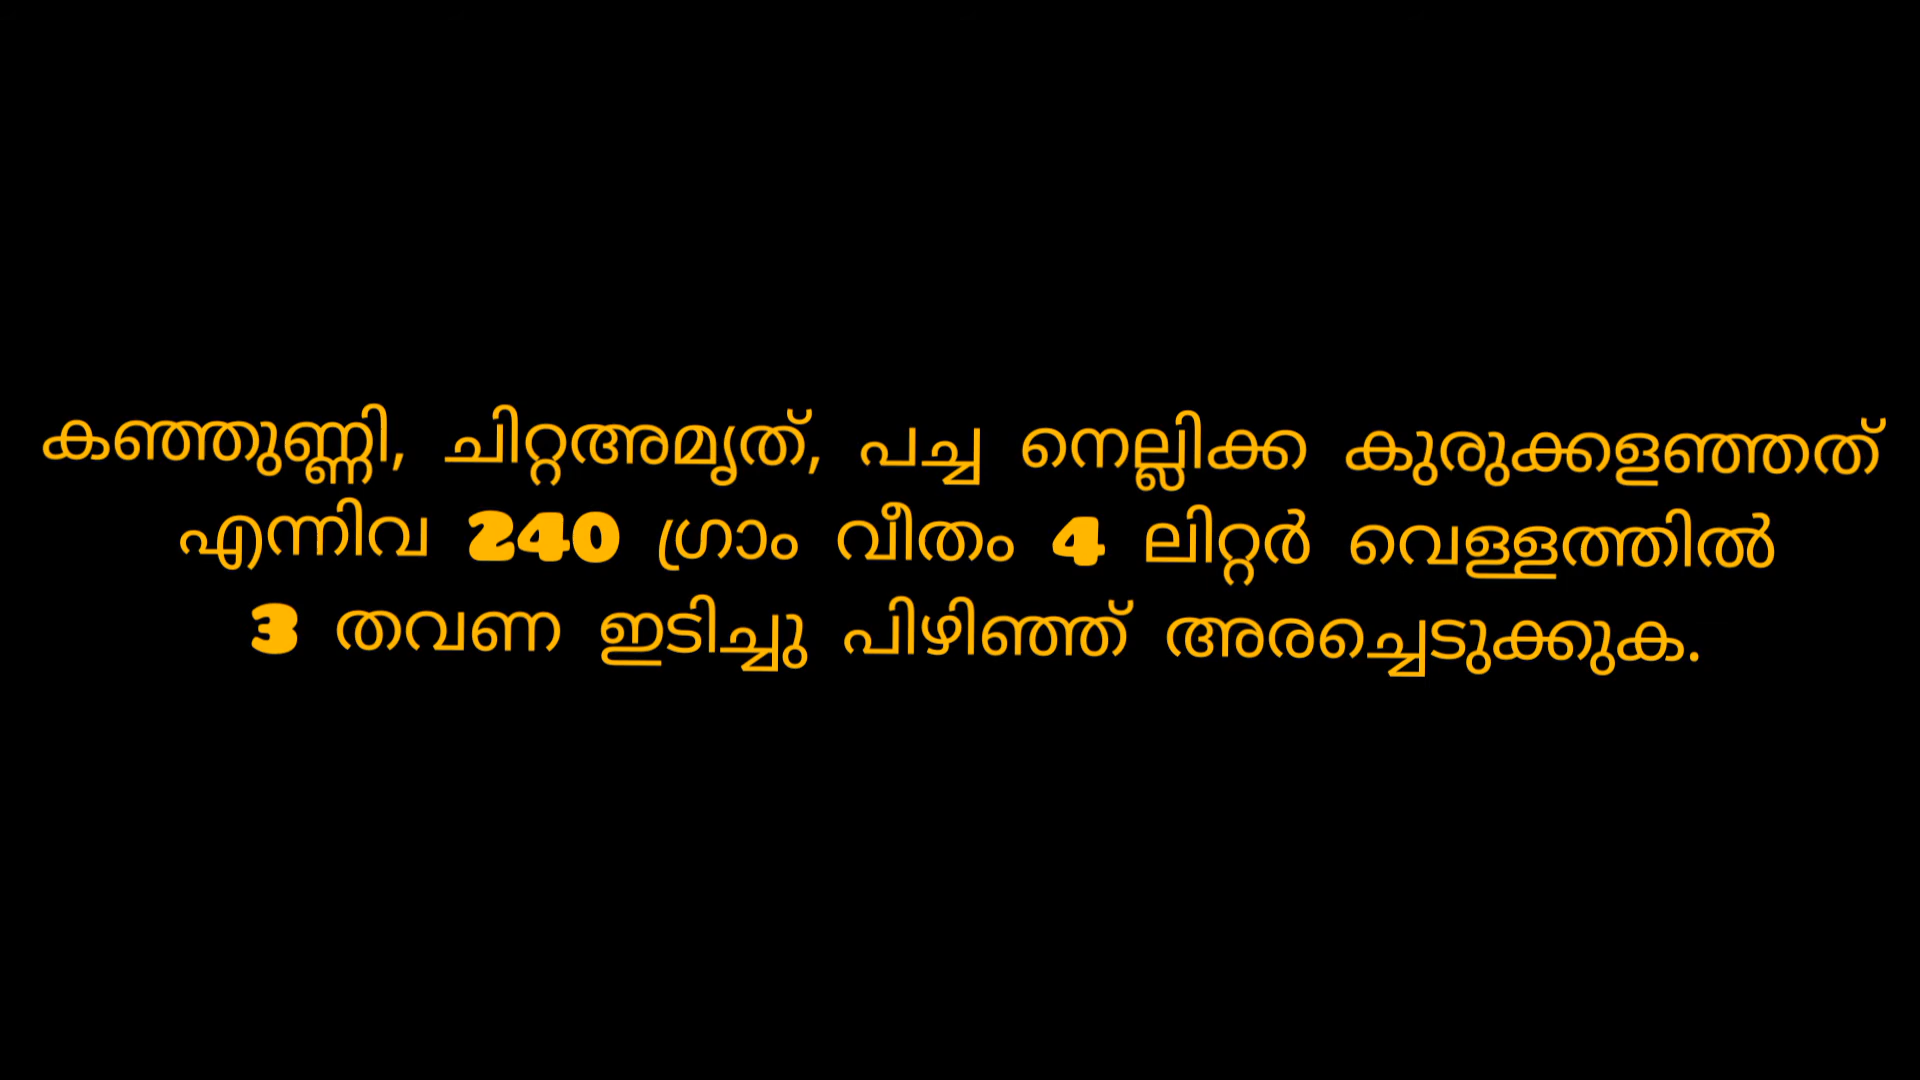 കഞ്ഞുണ്ണി, ചിറ്റഅമൃത്, പച്ച നെല്ലിക്ക കുരുക്കളഞ്ഞത്
എന്നിവ 240 ഗ്രാം വീതം 4 ലിറ്റർ വെള്ളത്തിൽ
3 തവണ ഇടിച്ചു പിഴിഞ്ഞ് അരച്ചെടുക്കുക.